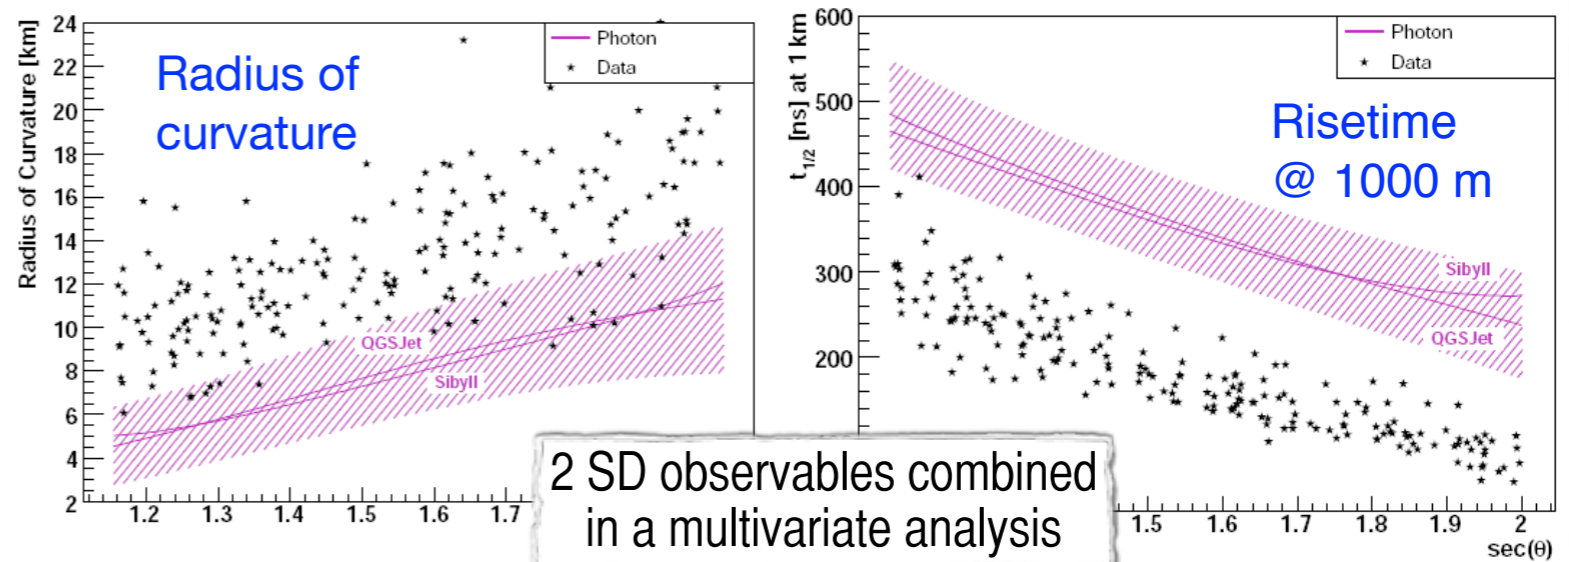 Radius of Curvature [km]
24
22
20
18
16
14
12
10
8
6
4
2
Radius of
curvature
Photon
Data
QGSJet
Sibyll
1.2
1.3
1.4
1.5
1.6
1.7
t1/2 [ns] at 1 km
600
500
400
300
200
Photon
Data
Risetime
@ 1000 m
Sibyll
QGSJet
1.5
1.6
1.7
1.8
1.9
2
sec(θ)
2 SD observables combined
in a multivariate analysis